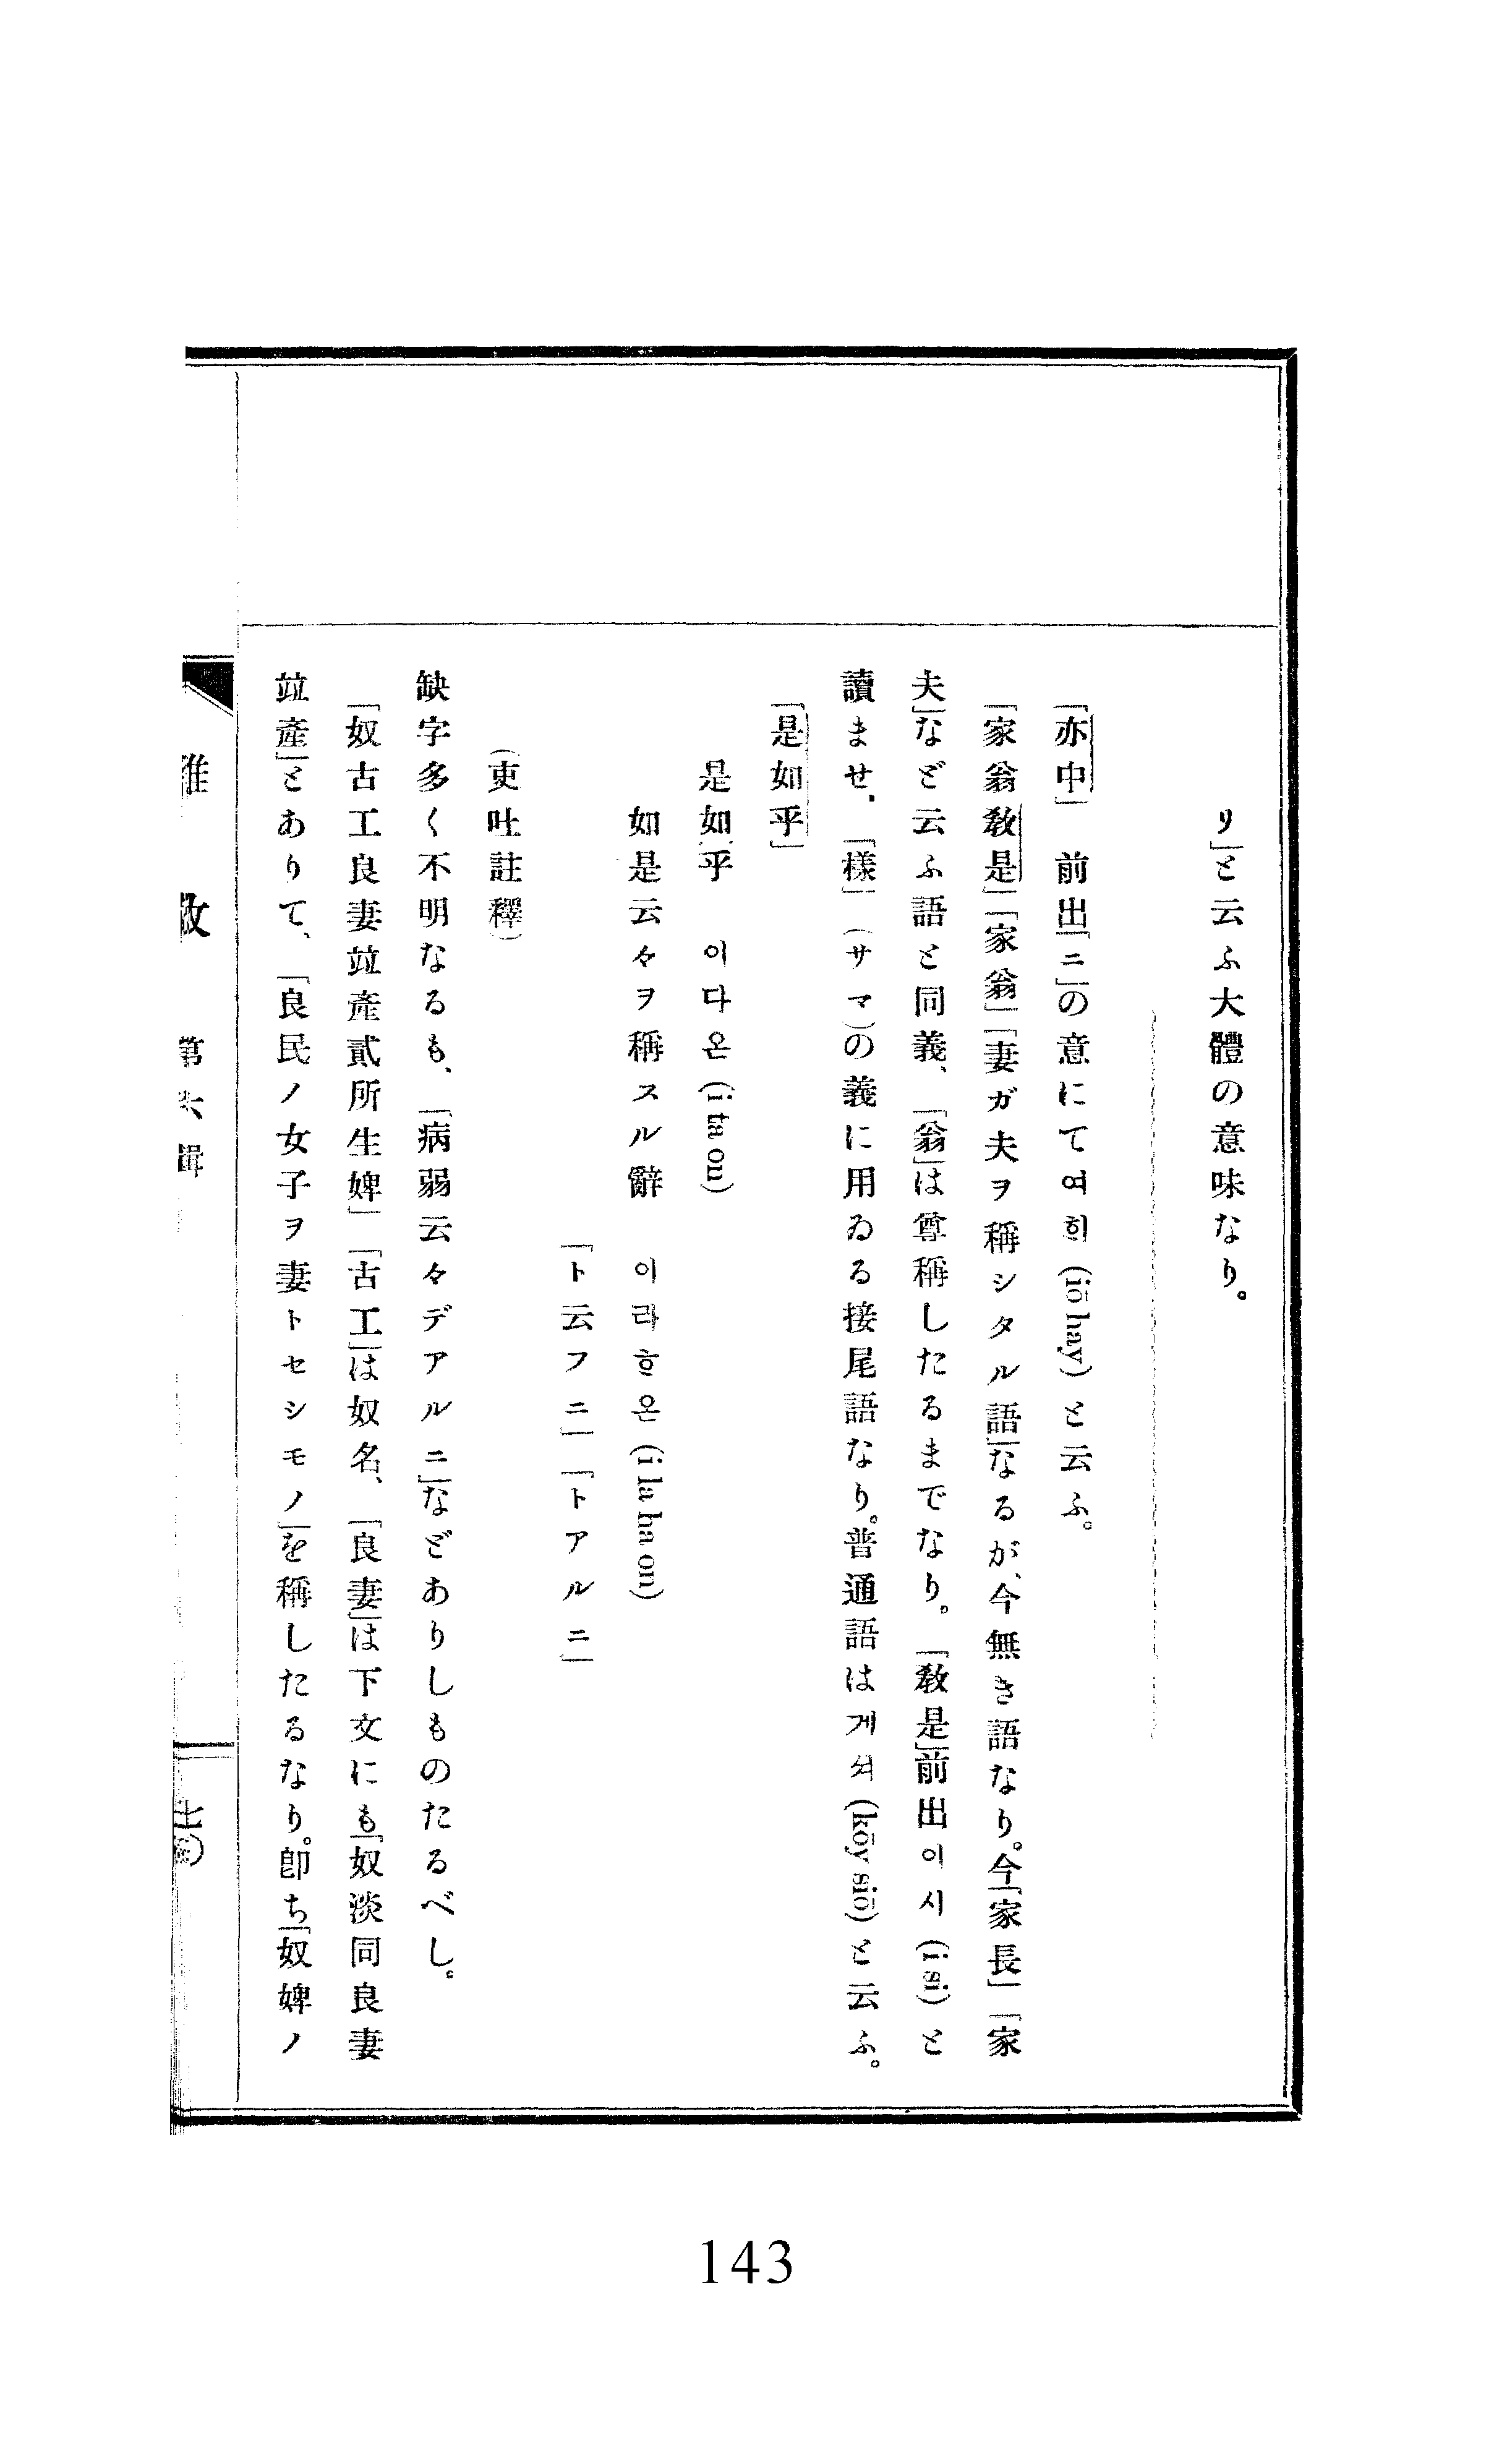 リ」と云ふ大體の意味なり。
「亦中」　前出「ニ」の意にて여희(iō hay)と云ふ。
「家翁敎是」「家翁」「妻ガ夫ヲ稱シタル語」なるが、今無き語なり。今「家長」「家
夫」など云ふ語と同義、「翁」は尊稱したるまでなり。「敎是」前出이시(i si)と
讀ませ、「樣」(サマ)の義に用ゐる接尾語なり。普通語は게셔(kōy siō)と云ふ。
「是如乎」
是如乎　이다온(i ta on)
如是云々ヲ稱スル辭　이라ᄒᆞ온(i la ha on)
「ト云フニ」「トアルニ」
(吏吐註釋)
缺字多く不明なるも、「病弱云々デアルニ」などありしものたるべし。
「奴古工良妻竝產貳所生婢」「古工」は奴名、「良妻」は下文にも「奴淡同良妻
竝產」とありて、「良民ノ女子ヲ妻トセシモノ」を稱したるなり。卽ち「奴婢ノ
雜攷　第六輯
143